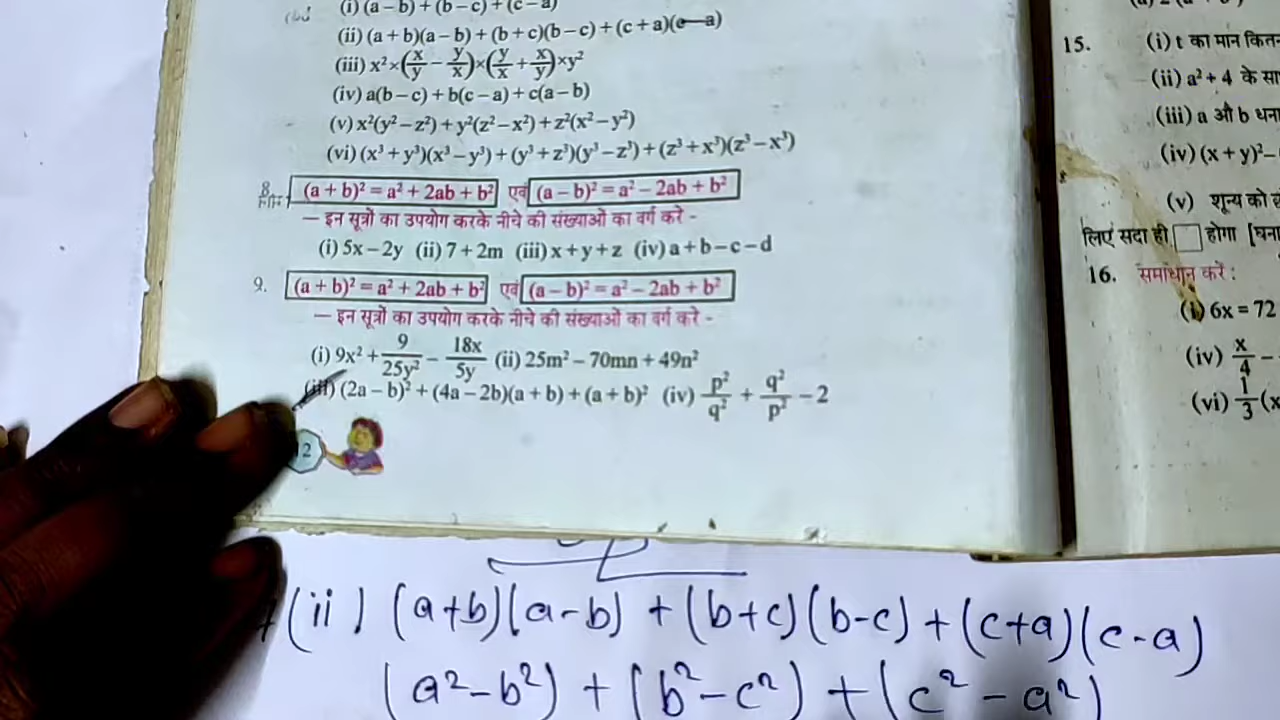 (i) (a – b) + (b – c) + (c – a)
(ii) (a + b)(a – b) + (b + c)(b – c) + (c + a)(c – a)
(iii) x² × (x/y – y/x) × (y/x + x/y) × y²
(iv) a(b – c) + b(c – a) + c(a – b)
(v) x²(y² – z²) + y²(z² – x²) + z²(x² – y²)
(vi) (x³ + y³)(x³ – y³) + (y³ + z³)(y³ – z³) + (z³ + x³)(z³ – x³)
8. (a + b)² = a² + 2ab + b² एवं (a – b)² = a² – 2ab + b²
— इन सूत्रों का उपयोग करके नीचे की संख्याओं का वर्ग करे -
(i) 5x – 2y (ii) 7 + 2m (iii) x + y + z (iv) a + b – c – d
9. (a + b)² = a² + 2ab + b² एवं (a – b)² = a² – 2ab + b²
— इन सूत्रों का उपयोग करके नीचे की संख्याओं का वर्ग करे -
(i) 9x² + 9/25y² – 18x/5y (ii) 25m² – 70mn + 49n²
(iii) (2a – b)² + (4a – 2b)(a + b) + (a + b)² (iv) p²/q² + q²/p² – 2
2
15. (i) t का मान
(ii) a² + 4 के
(iii) a औ b
(iv) (x + y)² –
(v) शून्य को
लिएं सदा ही □ होगा
16. समाधान करें :
(i) 6x = 72
(iv) x/4 –
(vi) 1/3 (x
(ii) (a+b)(a-b) + (b+c)(b-c) + (c+a)(c-a)
(a²-b²) + (b²-c²) + (c²-a²)